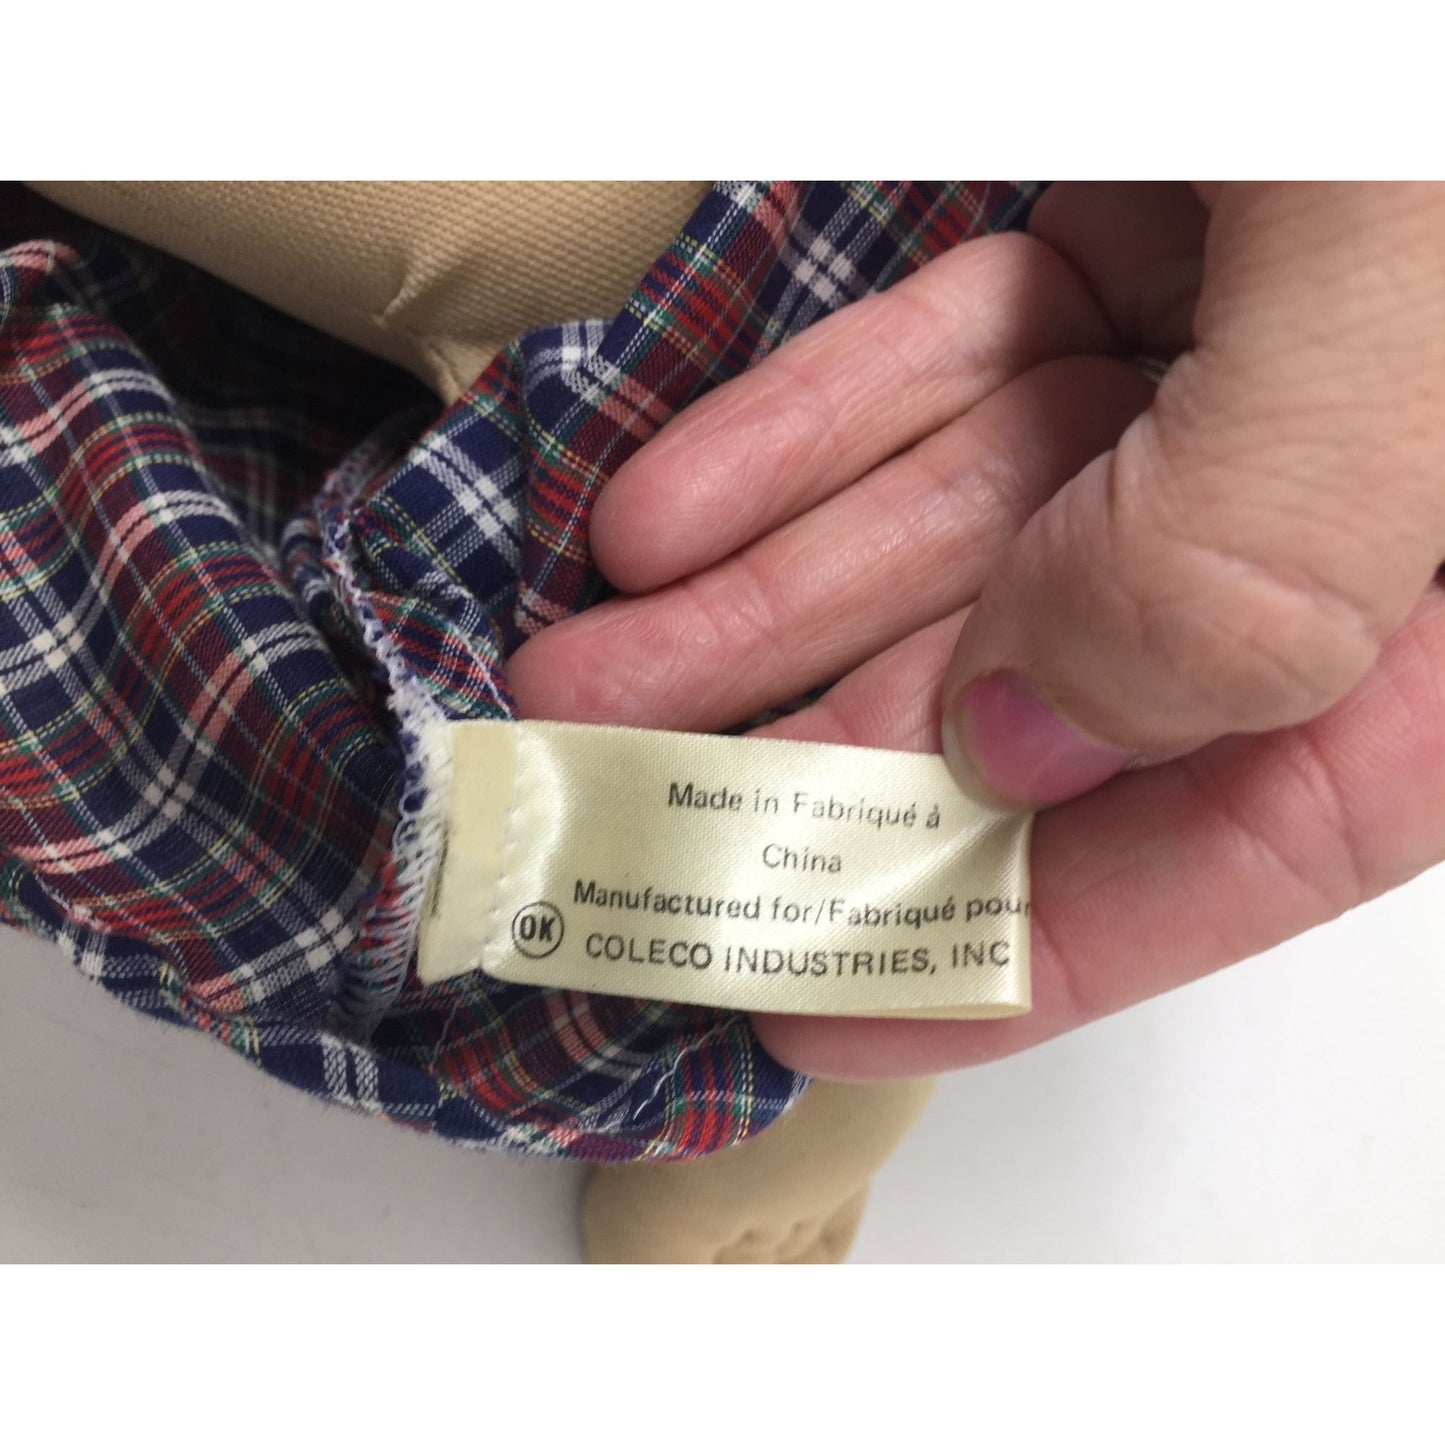 Made in Fabriqué à
China
Manufactured for/Fabriqué pour
OK COLECO INDUSTRIES, INC